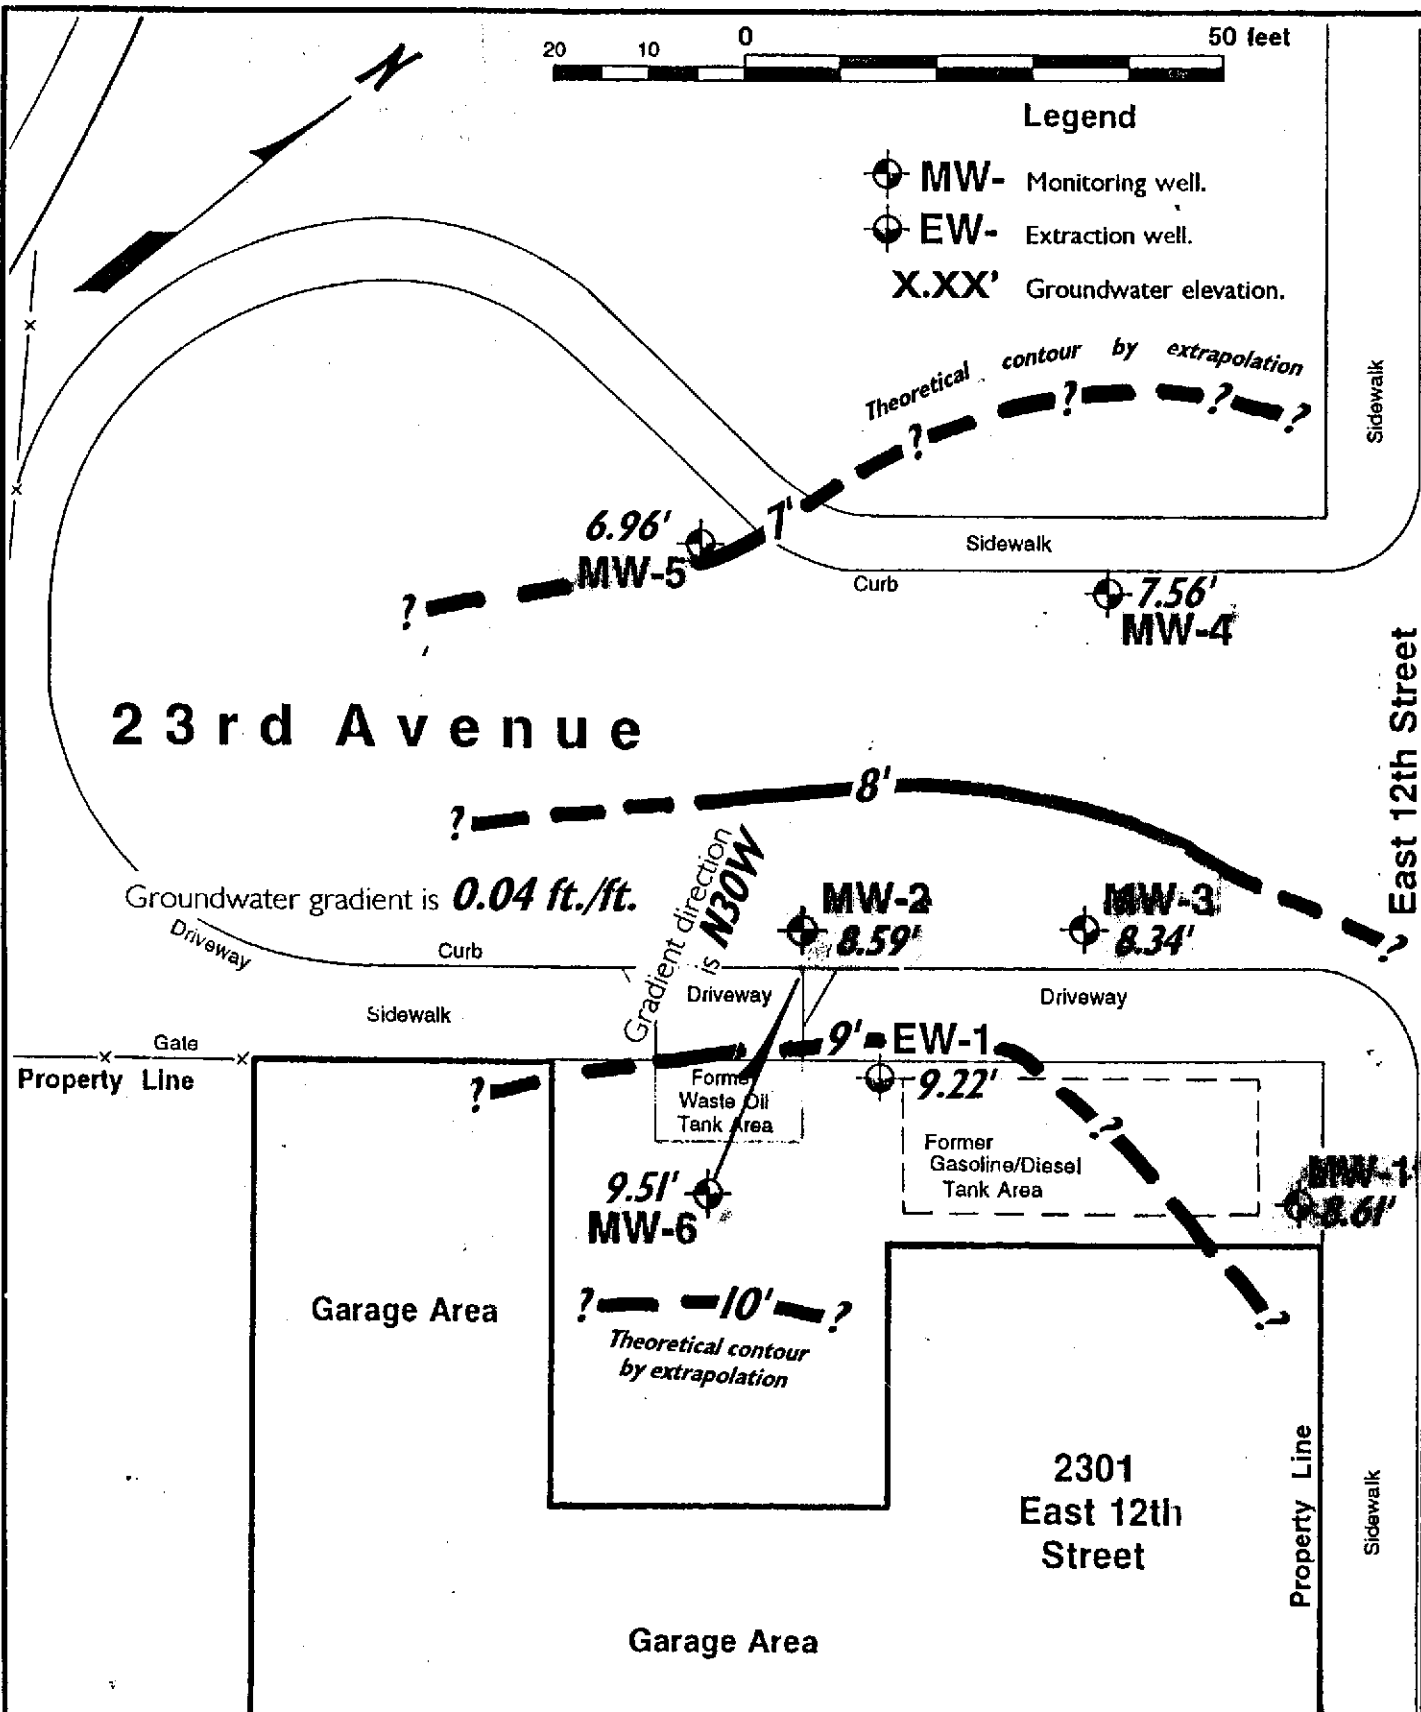 N
20 10 0 50 feet
Legend
MW- Monitoring well.
EW- Extraction well.
X.XX' Groundwater elevation.
Theoretical contour by extrapolation
? ? ? ?
Sidewalk
7'
6.96'
MW-5
Sidewalk
Curb
?
7.56'
MW-4
East 12th Street
23rd Avenue
8'
?
Gradient direction
is N30W
Groundwater gradient is 0.04 ft./ft.
MW-2
8.59'
MW-3
8.34'
?
Driveway
Curb
Driveway
Driveway
Sidewalk
Gate
9'
EW-1
9.22'
Property Line
?
Former
Waste Oil
Tank Area
?
Former
Gasoline/Diesel
Tank Area
MW-1
8.61'
9.51'
MW-6
Garage Area
? 10' ?
Theoretical contour
by extrapolation
?
2301
East 12th
Street
Property Line
Sidewalk
Garage Area